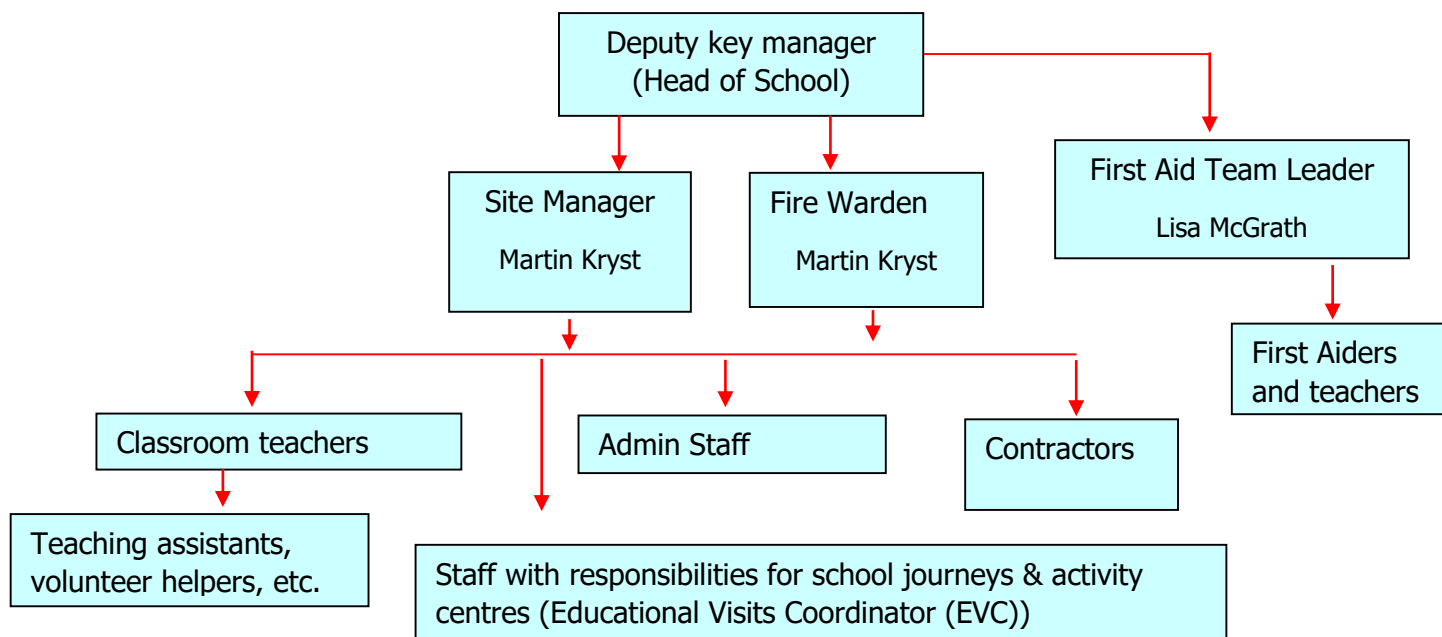 Deputy key manager
(Head of School)
Site Manager
Martin Kryst
Fire Warden
Martin Kryst
First Aid Team Leader
Lisa McGrath
First Aiders
and teachers
Classroom teachers
Admin Staff
Contractors
Teaching assistants,
volunteer helpers, etc.
Staff with responsibilities for school journeys & activity
centres (Educational Visits Coordinator (EVC))